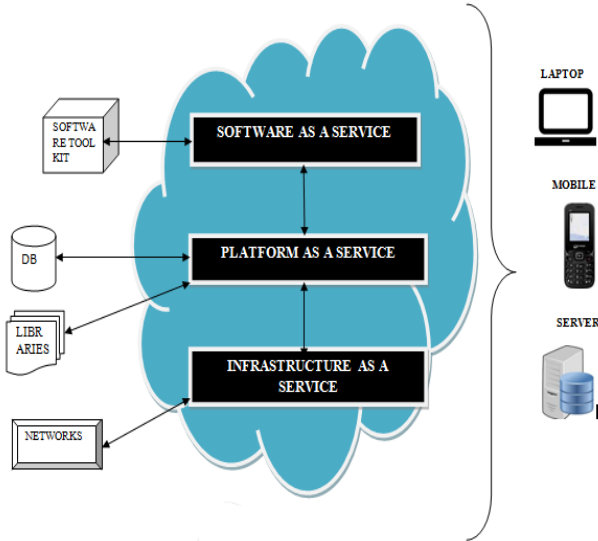 LAPTOP
SOFTWA
RE TOOL
KIT
SOFTWARE AS A SERVICE
MOBILE
DB
PLATFORM AS A SERVICE
LIBR
ARIES
SERVER
INFRASTRUCTURE AS A
SERVICE
NETWORKS